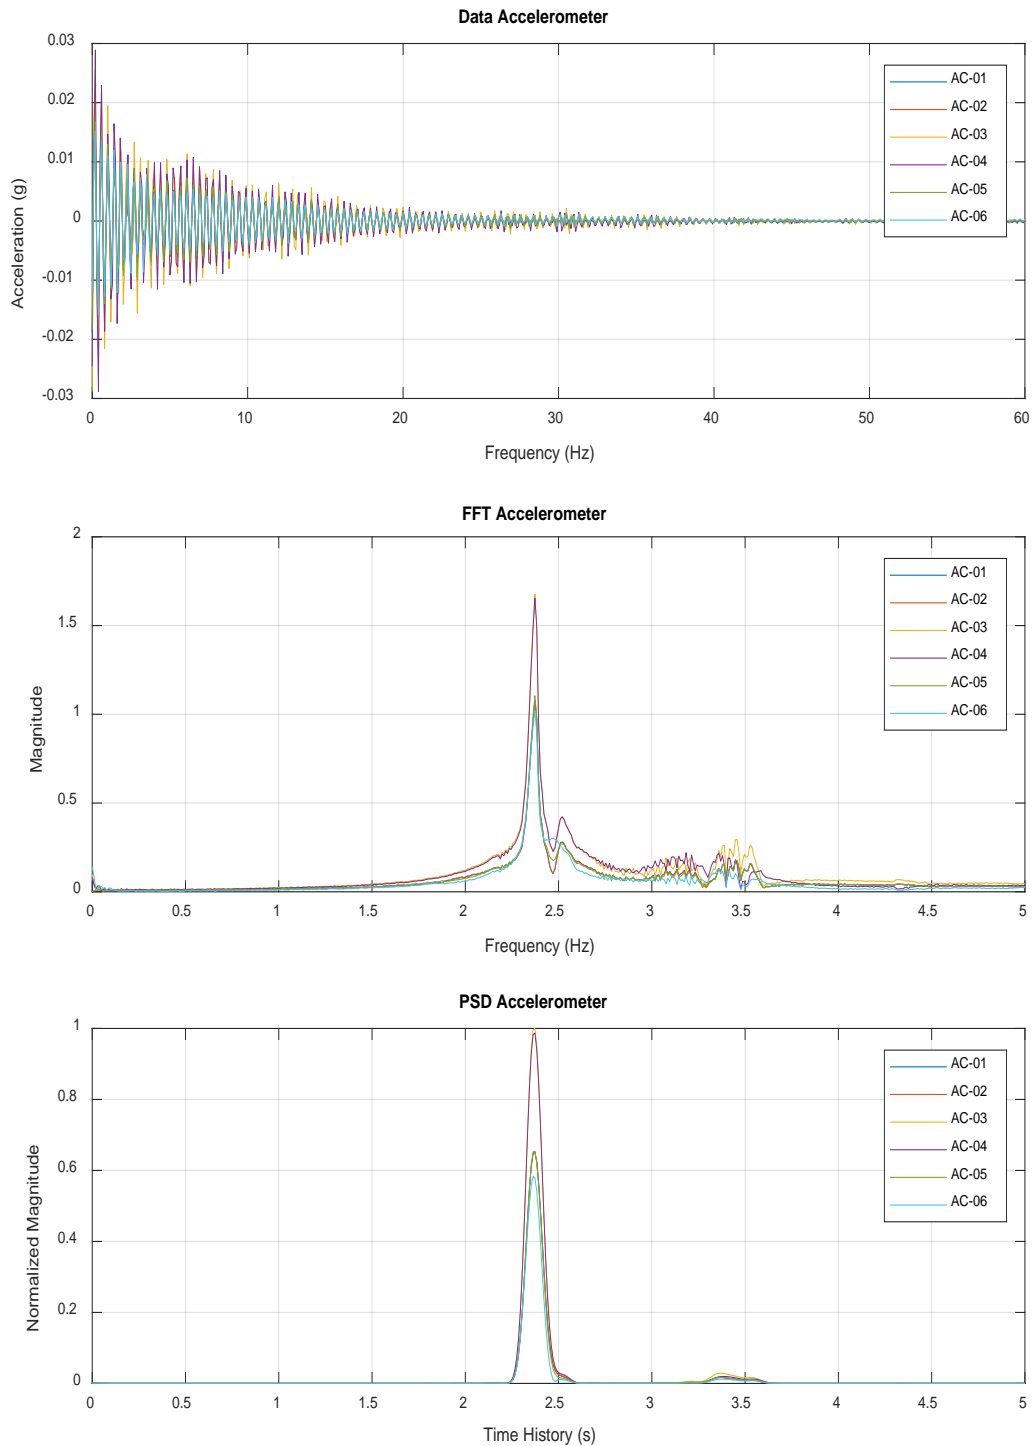 Data Accelerometer
0.03
0.02
0.01
0
-0.01
-0.02
-0.03
Acceleration (g)
AC-01
AC-02
AC-03
AC-04
AC-05
AC-06
0 10 20 30 40 50 60
Frequency (Hz)
FFT Accelerometer
2
1.5
1
0.5
0
Magnitude
AC-01
AC-02
AC-03
AC-04
AC-05
AC-06
0 0.5 1 1.5 2 2.5 3 3.5 4 4.5 5
Frequency (Hz)
PSD Accelerometer
1
0.8
0.6
0.4
0.2
0
Normalized Magnitude
AC-01
AC-02
AC-03
AC-04
AC-05
AC-06
0 0.5 1 1.5 2 2.5 3 3.5 4 4.5 5
Time History (s)